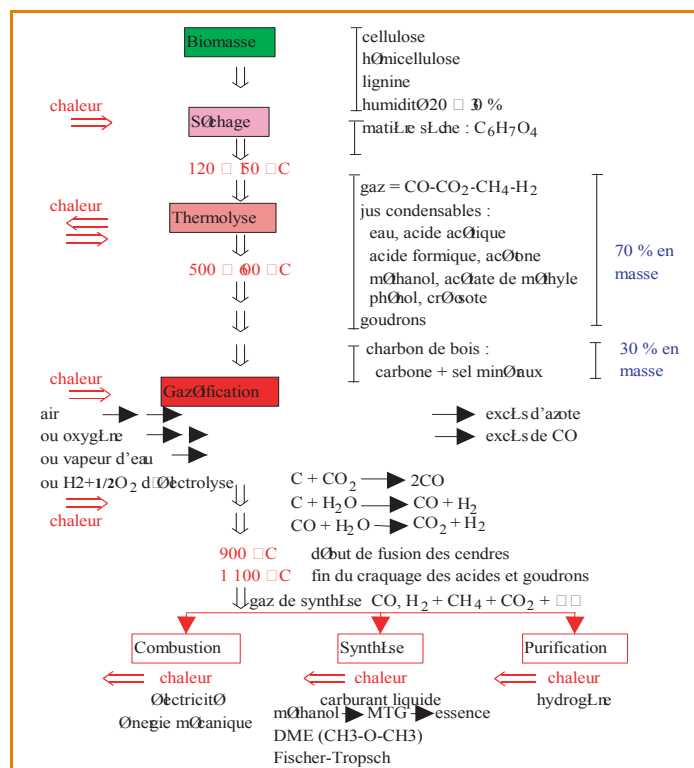 Biomasse
cellulose
hØmicellulose
lignine
humiditØ20 □ 30 %
chaleur
SØchage
matiŁre sŁche : C₆H₇O₄
120 □ 150 □C
gaz = CO-CO₂-CH₄-H₂
chaleur
Thermolyse
jus condensables :
eau, acide acØtique
acide formique, acØtone
70 % en
masse
500 □ 600 □C
mØthanol, acØtate de mØthyle
phØnol, crØosote
goudrons
charbon de bois :
carbone + sel minØraux
30 % en
masse
chaleur
GazØification
air
excŁs d'azote
ou oxygŁne
excŁs de CO
ou vapeur d'eau
ou H2+1/2O₂ d□Ølectrolyse
chaleur
C + CO₂ 2CO
C + H₂O CO + H₂
CO + H₂O CO₂ + H₂
900 □C dØbut de fusion des cendres
1 100 □C fin du craquage des acides et goudrons
gaz de synthŁse CO, H₂ + CH₄ + CO₂ + □□
Combustion
SynthŁse
Purification
chaleur
chaleur
chaleur
ØlectricitØ
Ønergie mØcanique
carburant liquide
hydrogŁne
mØthanol MTG essence
DME (CH3-O-CH3)
Fischer-Tropsch